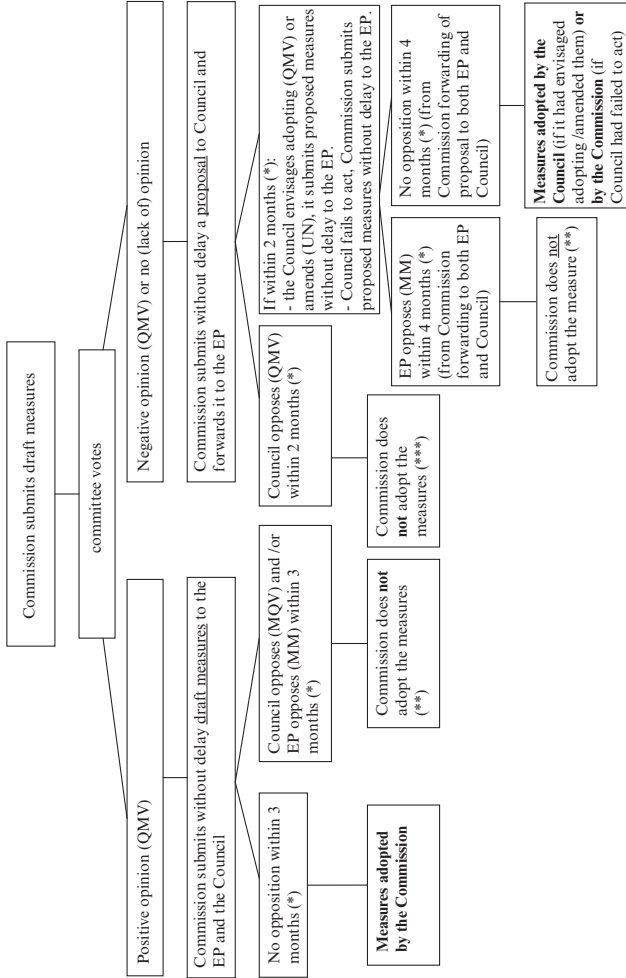 Commission submits draft measures
committee votes
Positive opinion (QMV)
Negative opinion (QMV) or no (lack of) opinion
Commission submits without delay draft measures to the
EP and the Council
Commission submits without delay a proposal to Council and
forwards it to the EP
No opposition within 3
months (*)
Council opposes (MQV) and /or
EP opposes (MM) within 3
months (*)
Council opposes (QMV)
within 2 months (*)
If within 2 months (*):
- the Council envisages adopting (QMV) or
amends (UN), it submits proposed measures
without delay to the EP.
- Council fails to act, Commission submits
proposed measures without delay to the EP.
Measures adopted
by the Commission
Commission does not
adopt the measures
(**)
Commission does
not adopt the
measures (***)
EP opposes (MM)
within 4 months (*)
(from Commission
forwarding to both EP
and Council)
No opposition within 4
months (*) (from
Commission forwarding of
proposal to both EP and
Council)
Commission does not
adopt the measure (**)
Measures adopted by the
Council (if it had envisaged
adopting /amended them) or
by the Commission (if
Council had failed to act)